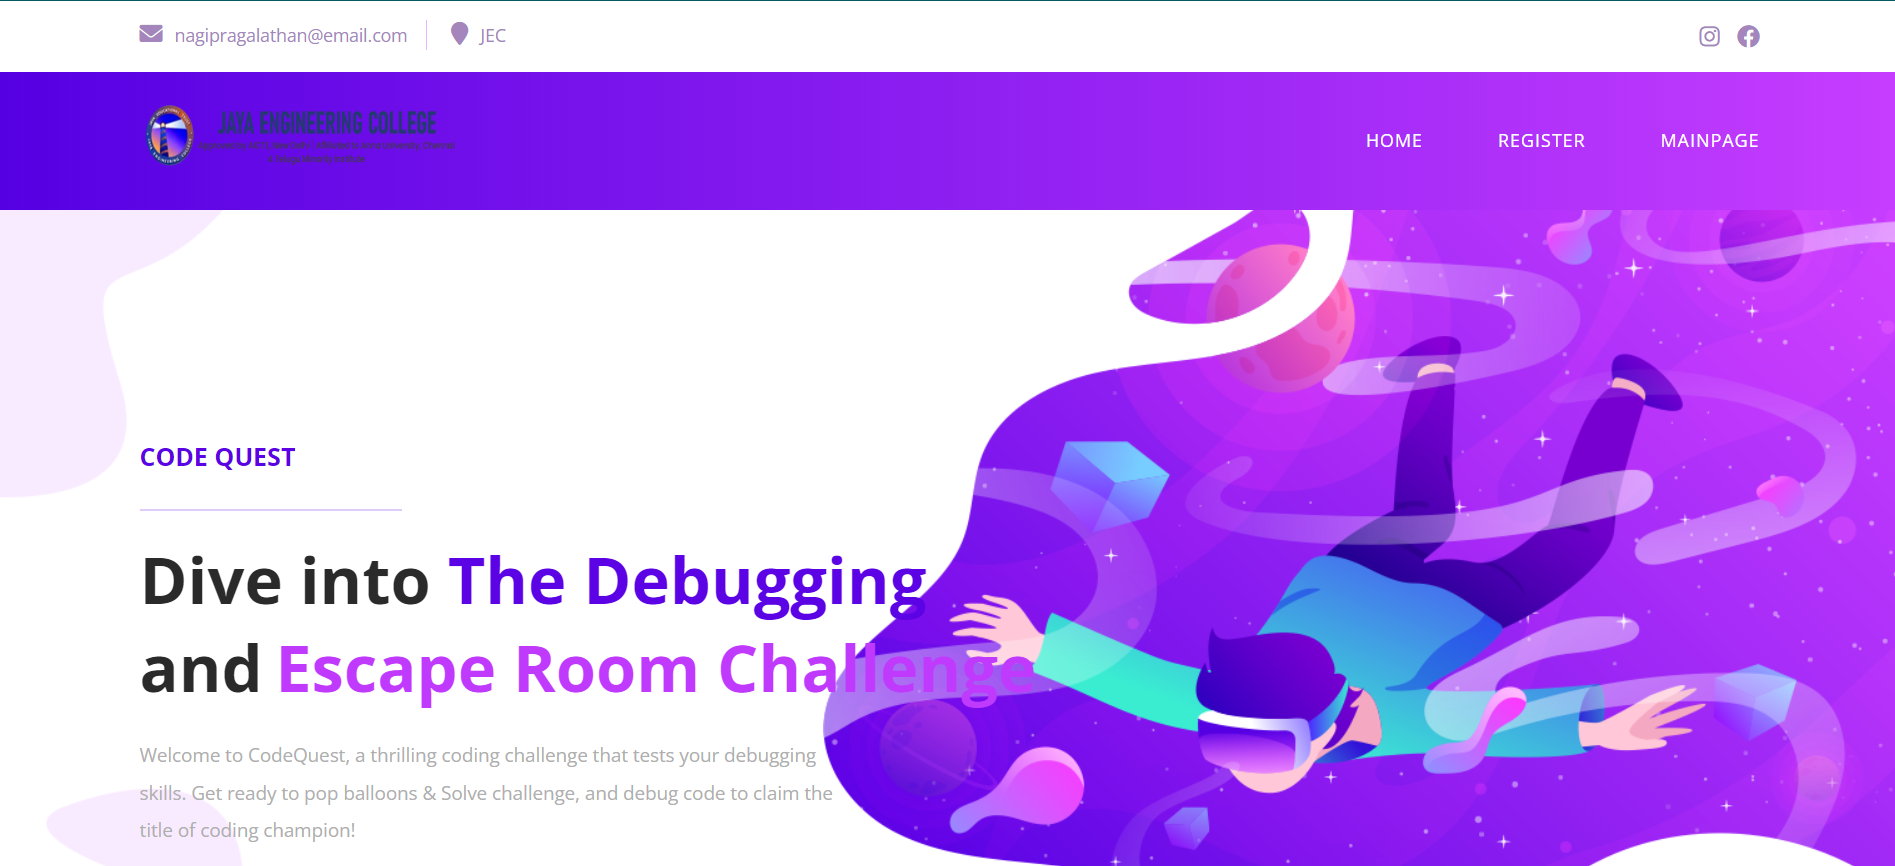 nagipragalathan@email.com
JEC
JAYA ENGINEERING COLLEGE
HOME
REGISTER
MAINPAGE
CODE QUEST
Dive into The Debugging
and Escape Room Challenge
Welcome to CodeQuest, a thrilling coding challenge that tests your debugging
skills. Get ready to pop balloons & Solve challenge, and debug code to claim the
title of coding champion!